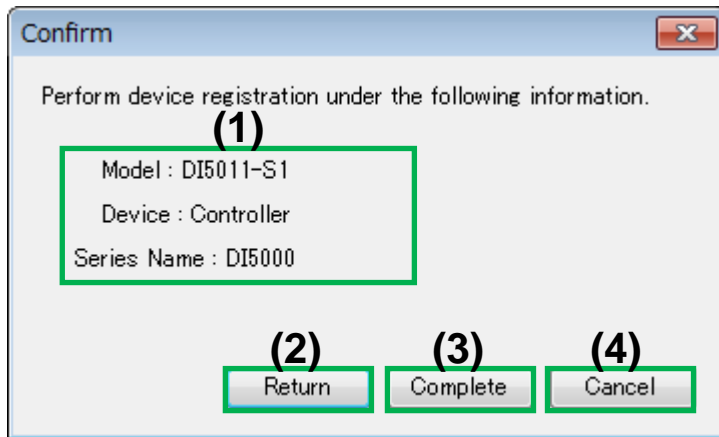 Confirm
Perform device registration under the following information.
(1)
Model : DI5011-S1
Device : Controller
Series Name : DI5000
(2) (3) (4)
Return Complete Cancel